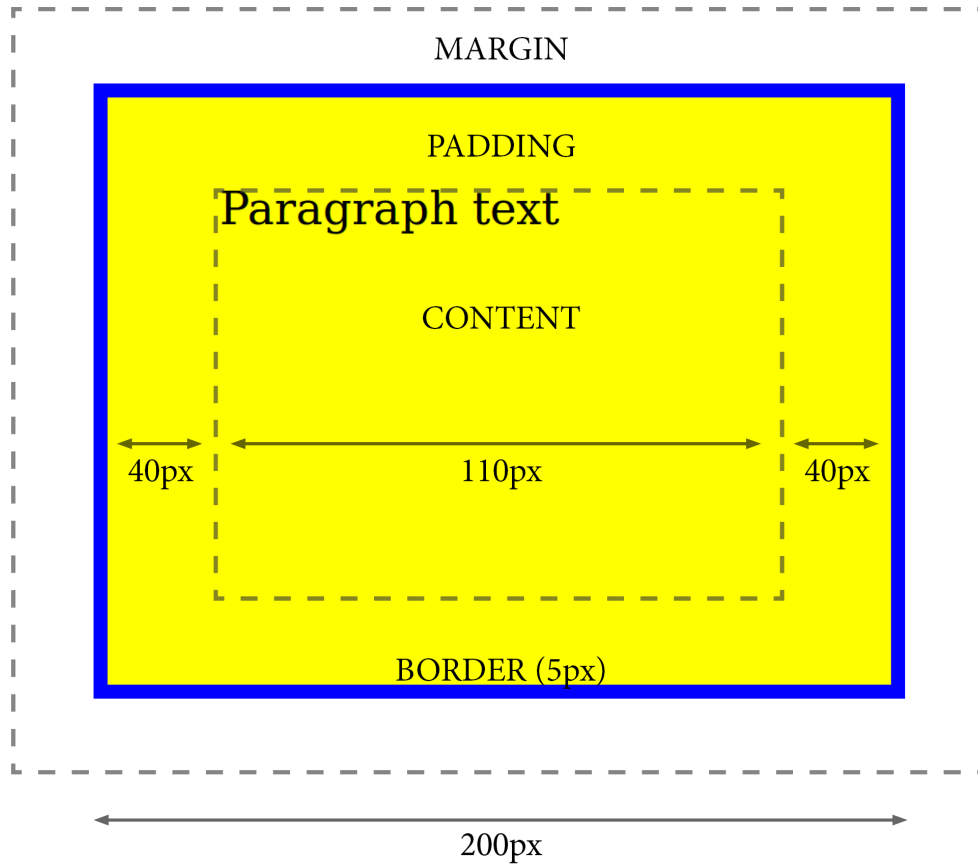 MARGIN
PADDING
Paragraph text
CONTENT
40px 110px 40px
BORDER (5px)
200px